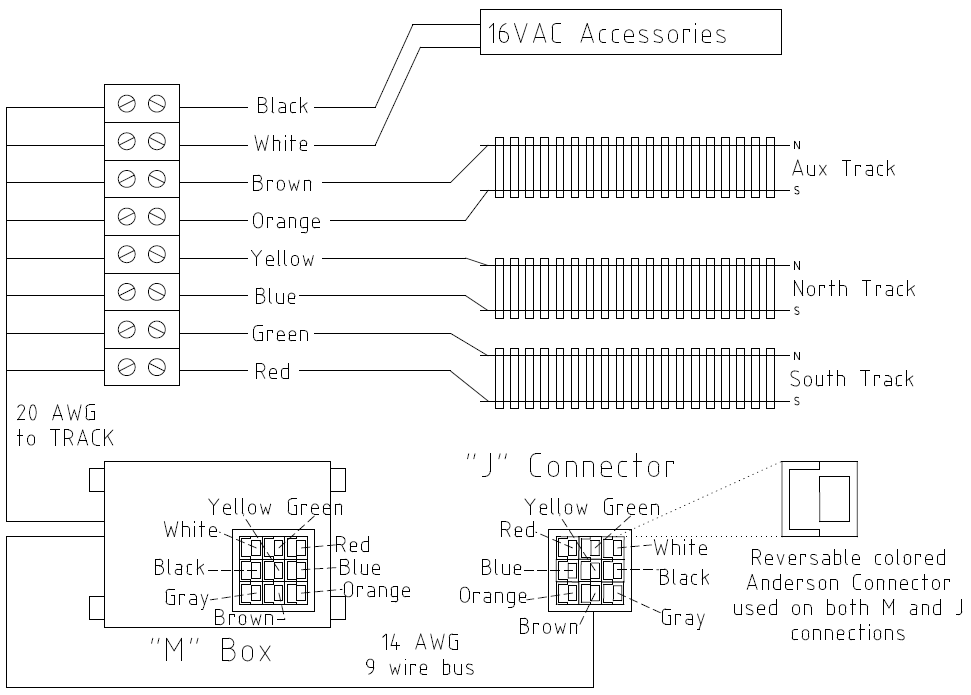 16VAC Accessories
Black
White
Brown
Orange
Yellow
Blue
Green
Red
N
Aux Track
S
N
North Track
S
N
South Track
S
20 AWG
to TRACK
"J" Connector
Yellow Green
White
Red
Black
Blue
Gray
Orange
Brown
"M" Box
Yellow Green
Red
White
Blue
Black
Orange
Gray
Brown
14 AWG
9 wire bus
Reversable colored
Anderson Connector
used on both M and J
connections